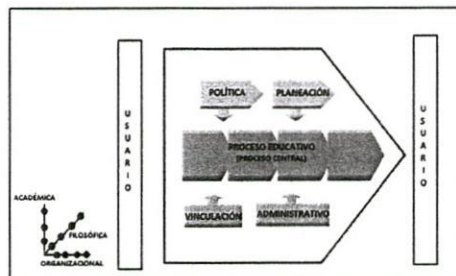 POLÍTICA
PLANEACIÓN
USUARIO
PROCESO EDUCATIVO
(PROCESO CENTRAL)
USUARIO
VINCULACIÓN
ADMINISTRATIVO
ACADÉMICA
FILOSÓFICA
ORGANIZACIONAL